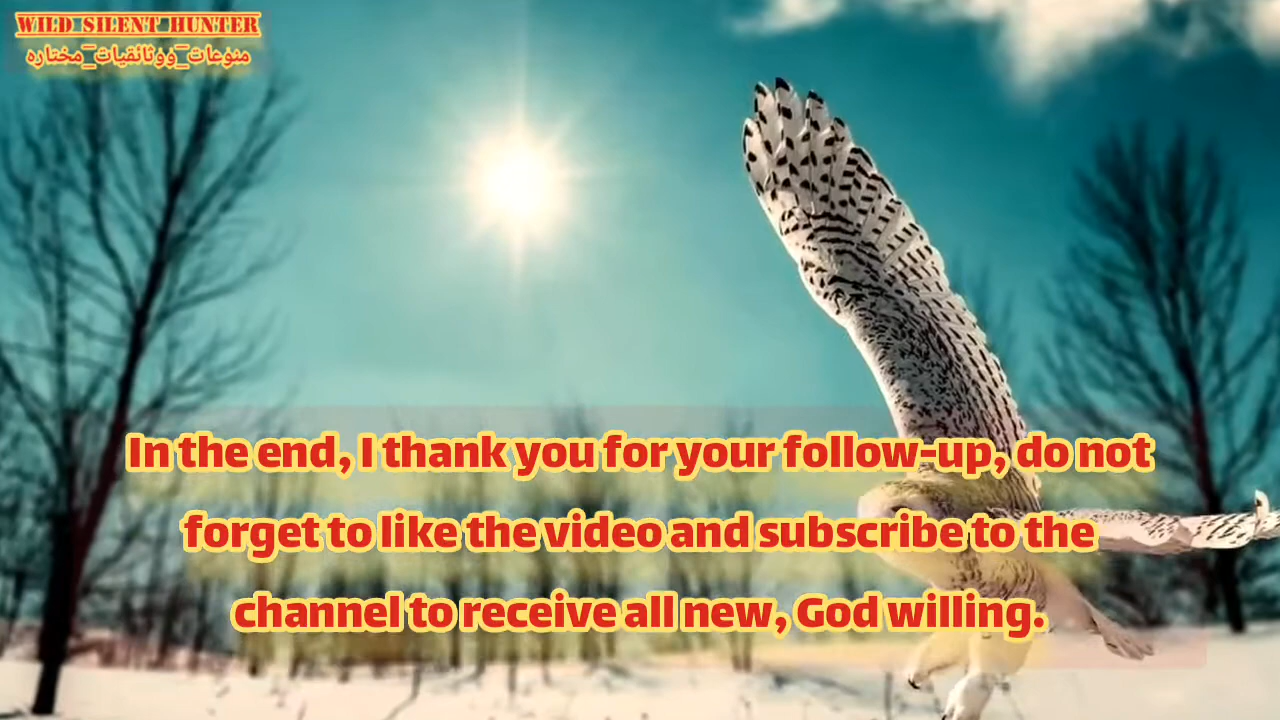 WILD SILENT HUNTER
منوعات_ووثائقيات_مختاره
In the end, I thank you for your follow-up, do not
forget to like the video and subscribe to the
channel to receive all new, God willing.